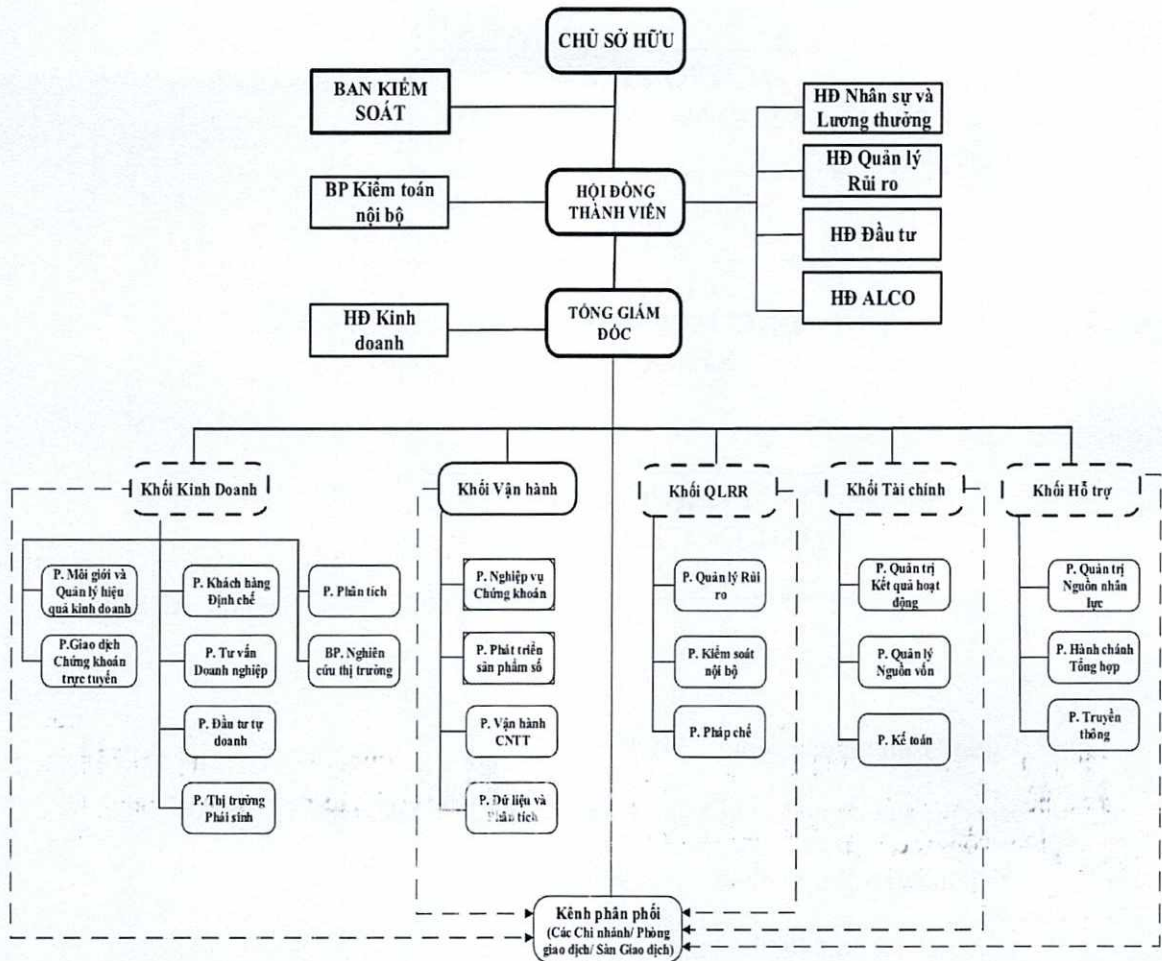 CHỦ SỞ HỮU
BAN KIỂM
SOÁT
HĐ Nhân sự và
Lương thưởng
HĐ Quản lý
Rủi ro
BP Kiểm toán
nội bộ
HỘI ĐỒNG
THÀNH VIÊN
HĐ Đầu tư
HĐ ALCO
HĐ Kinh
doanh
TỔNG GIÁM
ĐỐC
Khối Kinh Doanh
Khối Vận hành
Khối QLRR
Khối Tài chính
Khối Hỗ trợ
P. Môi giới và
Quản lý hiệu
quả kinh doanh
P.Giao dịch
Chứng khoán
trực tuyến
P. Khách hàng
Định chế
P. Tư vấn
Doanh nghiệp
P. Đầu tư tự
doanh
P. Thị trường
Phái sinh
P. Phân tích
BP. Nghiên
cứu thị trường
P. Nghiệp vụ
Chứng khoán
P. Phát triển
sản phẩm số
P. Vận hành
CNTT
P. Dữ liệu và
Phân tích
P. Quản lý Rủi
ro
P. Kiểm soát
nội bộ
P. Pháp chế
P. Quản trị
Kết quả hoạt
động
P. Quản lý
Nguồn vốn
P. Kế toán
P. Quản trị
Nguồn nhân
lực
P. Hành chánh
Tổng hợp
P. Truyền
thông
Kênh phân phối
(Các Chi nhánh/ Phòng
giao dịch/ Sàn Giao dịch)